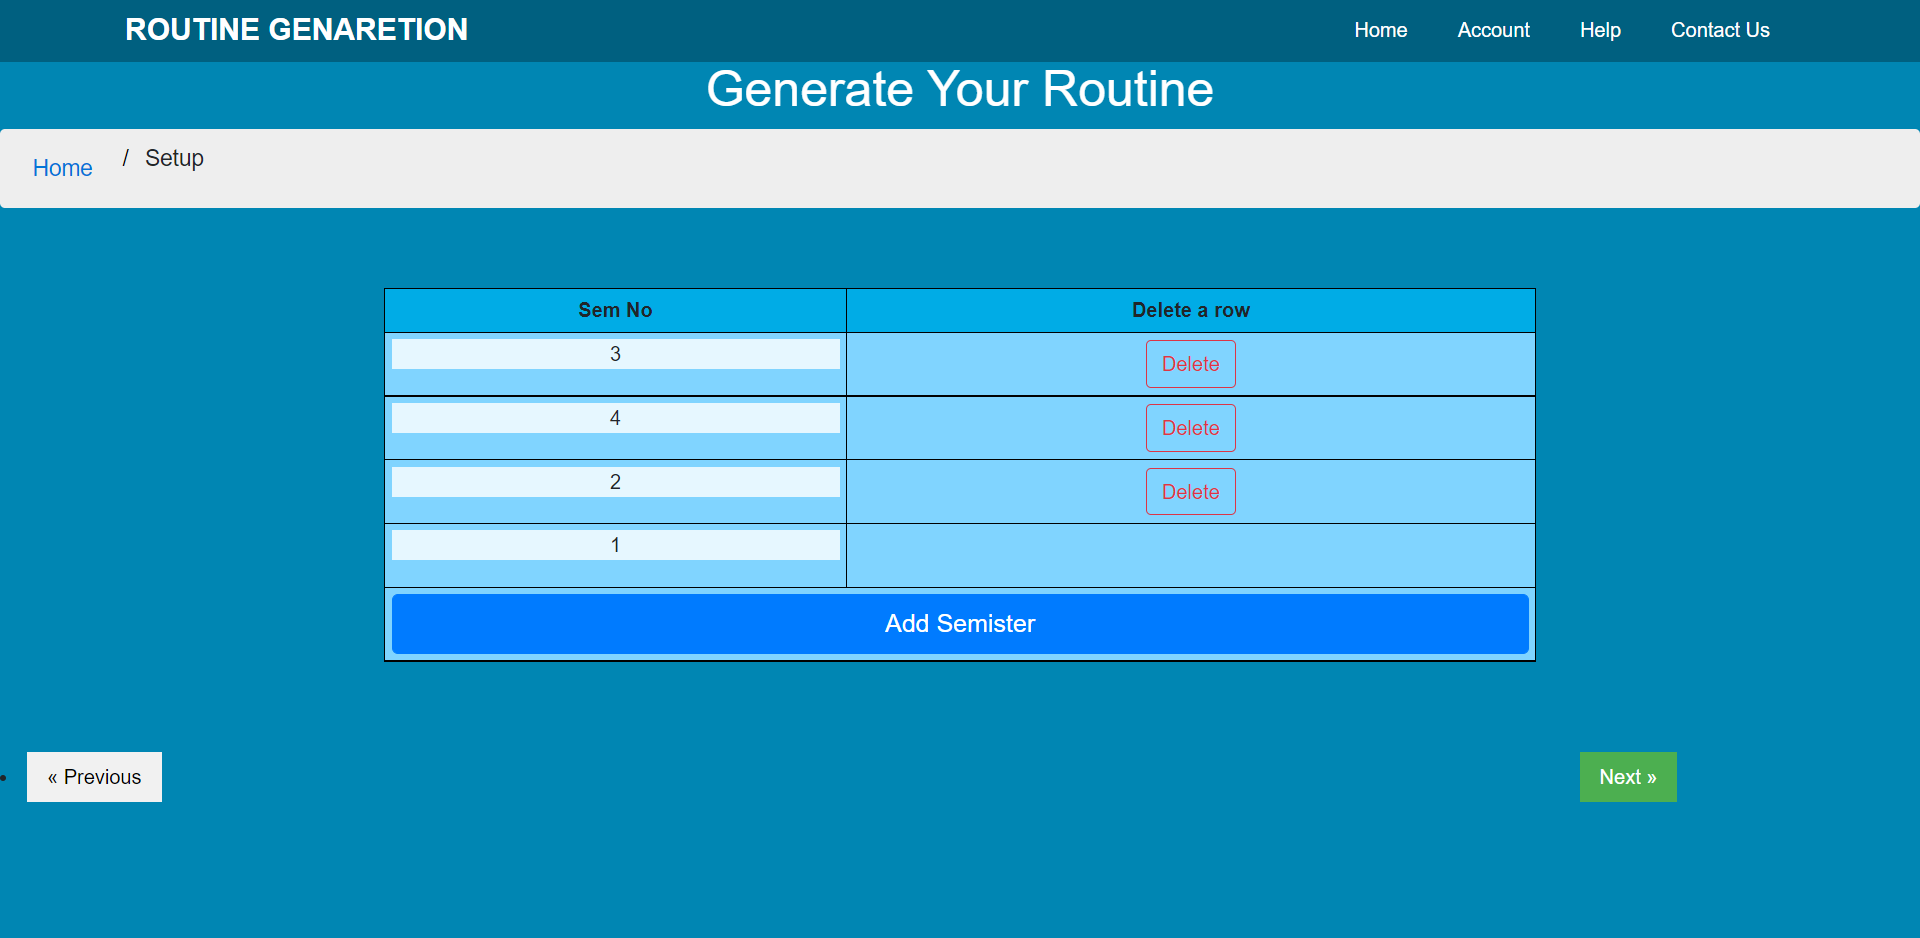 ROUTINE GENARETION Home Account Help Contact Us
Generate Your Routine
Home / Setup
Sem No Delete a row
3 Delete
4 Delete
2 Delete
1
Add Semister
« Previous Next »